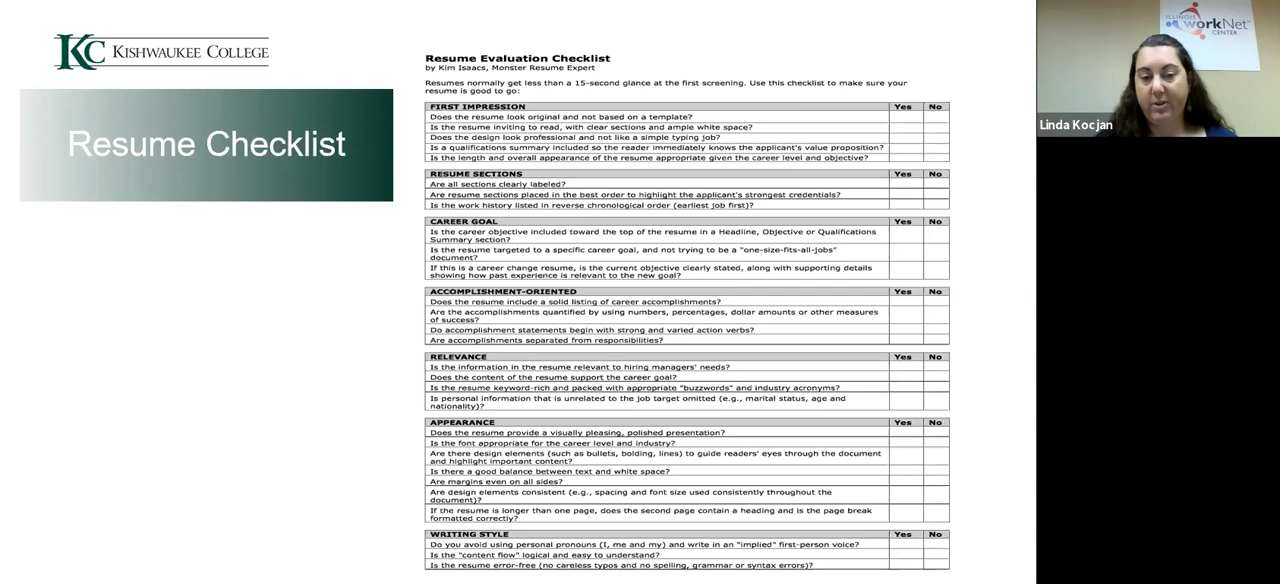 KC KISHWAUKEE COLLEGE
Resume Checklist
Resume Evaluation Checklist
by Kim Isaacs, Monster Resume Expert
Resumes normally get less than a 15-second glance at the first screening. Use this checklist to make sure your
resume is good to go:
FIRST IMPRESSION Yes No
Does the resume look original and not based on a template?
Is the resume inviting to read, with clear sections and ample white space?
Does the design look professional and not like a simple typing job?
Is a qualifications summary included so the reader immediately knows the applicant's value proposition?
Is the length and overall appearance of the resume appropriate given the career level and objective?
RESUME SECTIONS Yes No
Are all sections clearly labeled?
Are resume sections placed in the best order to highlight the applicant's strongest credentials?
Is the work history listed in reverse chronological order (earliest job first)?
CAREER GOAL Yes No
Is the career objective included toward the top of the resume in a Headline, Objective or Qualifications
Summary section?
Is the resume targeted to a specific career goal, and not trying to be a "one-size-fits-all-jobs"
document?
If this is a career change resume, is the current objective clearly stated, along with supporting details
showing how past experience is relevant to the new goal?
ACCOMPLISHMENT-ORIENTED Yes No
Does the resume include a solid listing of career accomplishments?
Are the accomplishments quantified by using numbers, percentages, dollar amounts or other measures
of success?
Do accomplishment statements begin with strong and varied action verbs?
Are accomplishments separated from responsibilities?
RELEVANCE Yes No
Is the information in the resume relevant to hiring managers' needs?
Does the content of the resume support the career goal?
Is the resume keyword-rich and packed with appropriate "buzzwords" and industry acronyms?
Is personal information that is unrelated to the job target omitted (e.g., marital status, age and
nationality)?
APPEARANCE Yes No
Does the resume provide a visually pleasing, polished presentation?
Is the font appropriate for the career level and industry?
Are there design elements (such as bullets, bolding, lines) to guide readers' eyes through the document
and highlight important content?
Is there a good balance between text and white space?
Are margins even on all sides?
Are design elements consistent (e.g., spacing and font size used consistently throughout the
document)?
If the resume is longer than one page, does the second page contain a heading and is the page break
formatted correctly?
WRITING STYLE Yes No
Do you avoid using personal pronouns (I, me and my) and write in an "implied" first-person voice?
Is the "content flow" logical and easy to understand?
Is the resume error-free (no careless typos and no spelling, grammar or syntax errors)?
ILLINOIS
workNet
CENTER
Linda Kocjan